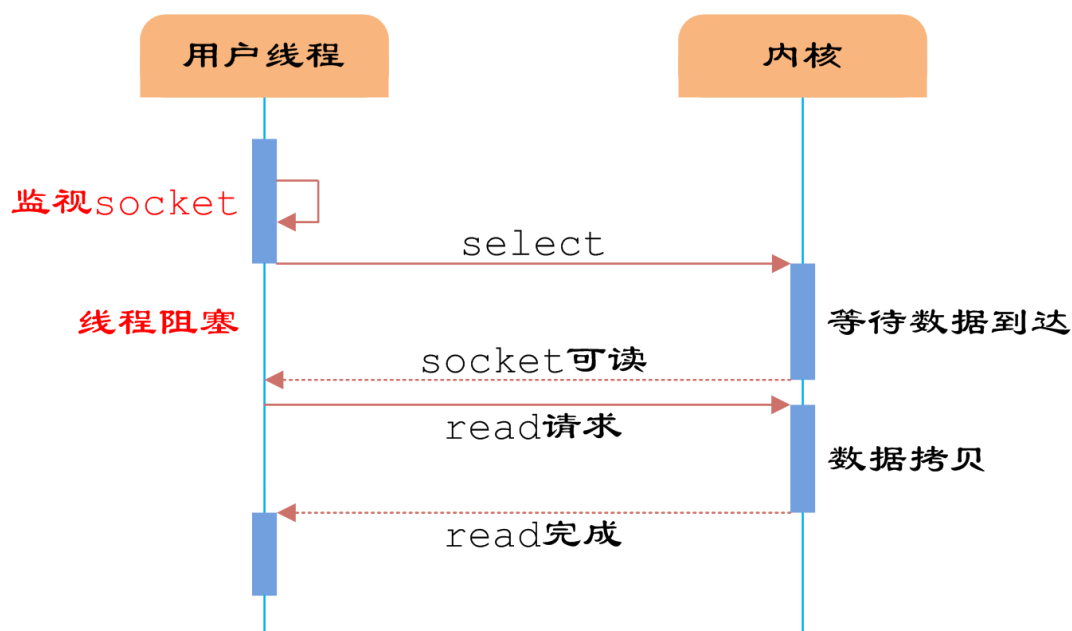 用户线程
内核
监视socket
select
线程阻塞
等待数据到达
socket可读
read请求
数据拷贝
read完成